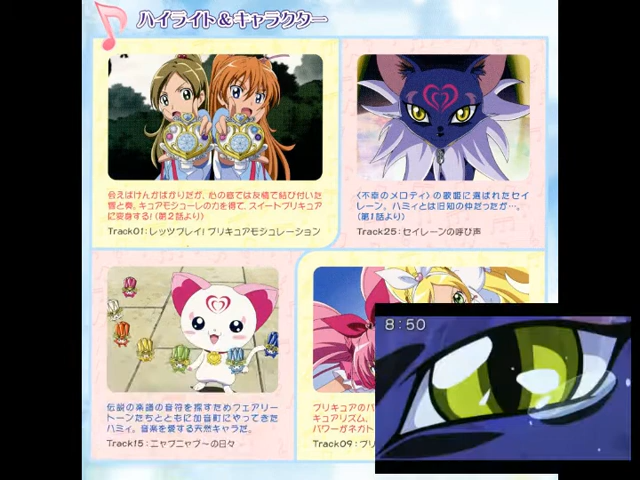 ハイライト&キャラクター
会えばけんかばかりだが、心の底では友情で結び付いた
響と奏。キュアモジューレの力を得て、スイートプリキュア
に変身する!(第2話より)
Track01:レッツプレイ!プリキュアモジュレーション
〈不幸のメロディ〉の歌姫に選ばれたセイ
レーン。ハミィとは旧知の仲だったが…。
(第1話より)
Track25:セイレーンの呼び声
伝説の楽譜の音符を探すためフェアリー
トーンたちとともに加音町にやってきた
ハミィ。音楽を愛する天然キャラだ。
Track15:ニャプニャプ~の日々
プリキュアのパ
キュアリズム。
パワーがネガト
Track09:プリ
8:50